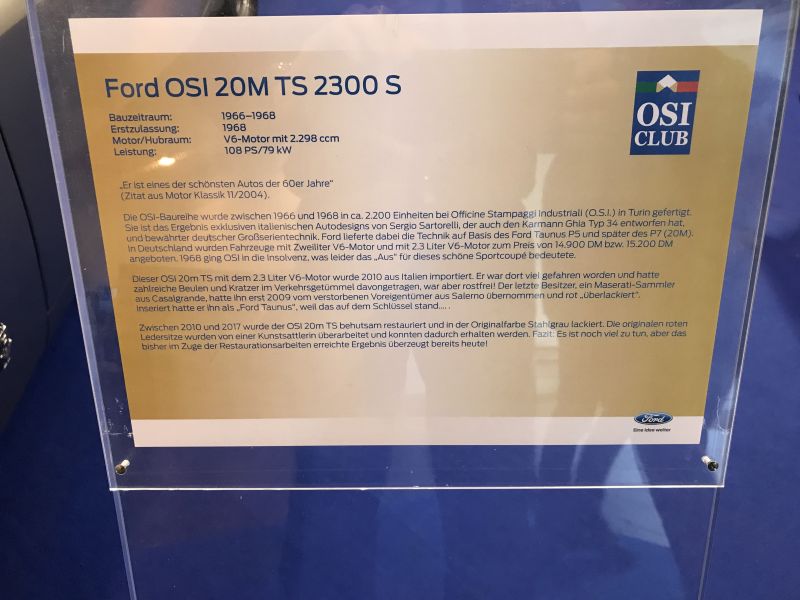 Ford OSI 20M TS 2300 S
OSI
CLUB
Bauzeitraum: 1966–1968
Erstzulassung: 1968
Motor/Hubraum: V6-Motor mit 2.298 ccm
Leistung: 108 PS/79 kW
„Er ist eines der schönsten Autos der 60er Jahre“
(Zitat aus Motor Klassik 11/2004).
Die OSI-Baureihe wurde zwischen 1966 und 1968 in ca. 2.200 Einheiten bei Officine Stampaggi Industriali (O.S.I.) in Turin gefertigt.
Sie ist das Ergebnis exklusiven italienischen Autodesigns von Sergio Sartorelli, der auch den Karmann Ghia Typ 34 entworfen hat,
und bewährter deutscher Großserientechnik. Ford lieferte dabei die Technik auf Basis des Ford Taunus P5 und später des P7 (20M).
In Deutschland wurden Fahrzeuge mit Zweiliter V6-Motor und mit 2.3 Liter V6-Motor zum Preis von 14.900 DM bzw. 15.200 DM
angeboten. 1968 ging OSI in die Insolvenz, was leider das „Aus“ für dieses schöne Sportcoupé bedeutete.
Dieser OSI 20m TS mit dem 2.3 Liter V6-Motor wurde 2010 aus Italien importiert. Er war dort viel gefahren worden und hatte
zahlreiche Beulen und Kratzer im Verkehrsgetümmel davongetragen, war aber rostfrei! Der letzte Besitzer, ein Maserati-Sammler
aus Casalgrande, hatte ihn erst 2009 vom verstorbenen Voreigentümer aus Salerno übernommen und rot „überlackiert“.
Inseriert hatte er ihn als „Ford Taunus“, weil das auf dem Schlüssel stand.... .
Zwischen 2010 und 2017 wurde der OSI 20m TS behutsam restauriert und in der Originalfarbe Stahlgrau lackiert. Die originalen roten
Ledersitze wurden von einer Kunstsattlerin überarbeitet und konnten dadurch erhalten werden. Fazit: Es ist noch viel zu tun, aber das
bisher im Zuge der Restaurationsarbeiten erreichte Ergebnis überzeugt bereits heute!
Ford
Eine Idee weiter